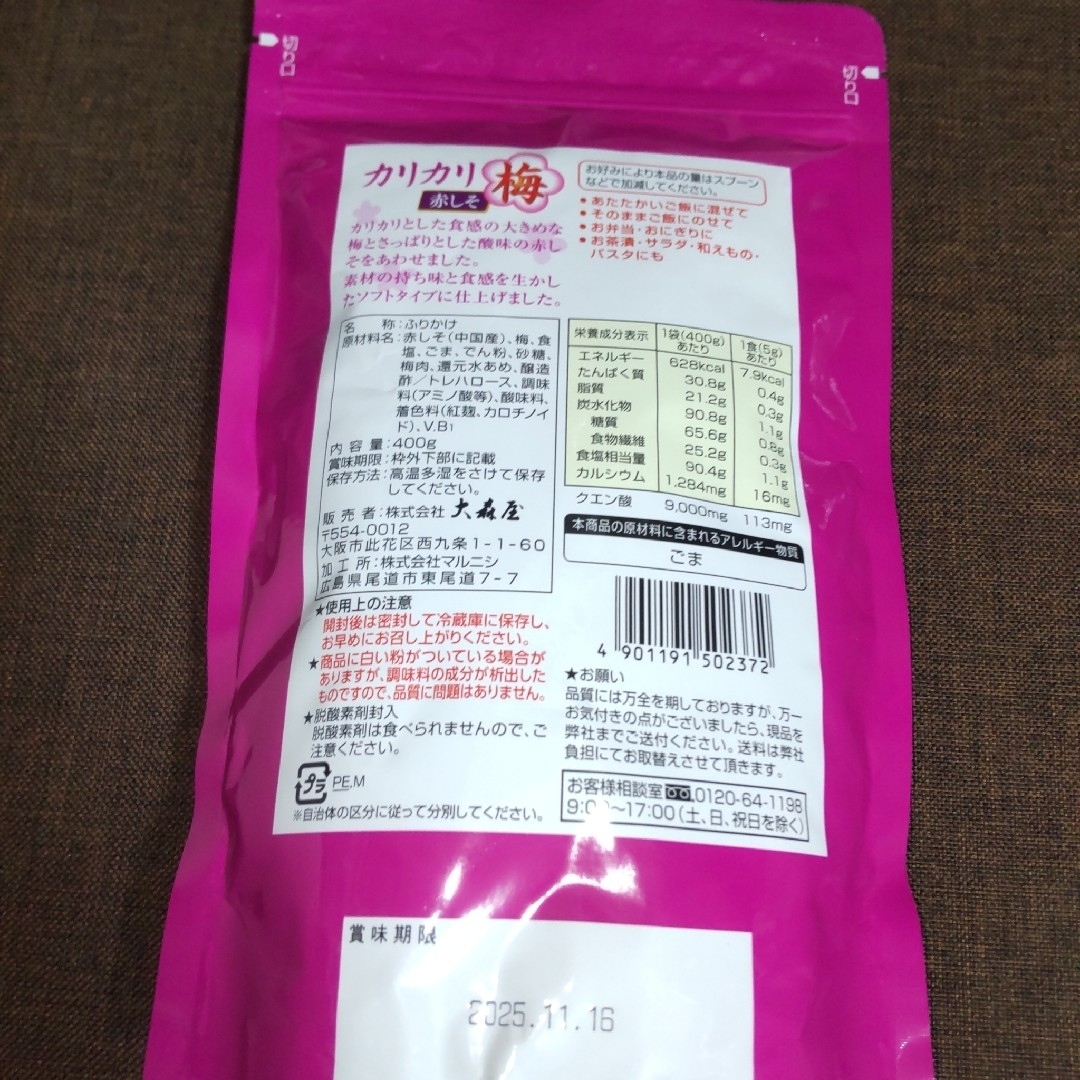 切り口
切り口
カリカリ梅
赤しそ
カリカリとした食感の大きめな
梅とさっぱりとした酸味の赤し
そをあわせました。
素材の持ち味と食感を生かし
たソフトタイプに仕上げました。
お好みにより本品の量はスプーン
などで加減してください。
●あたたかいご飯に混ぜて
●そのままご飯にのせて
●お弁当・おにぎりに
●お茶漬・サラダ・和えもの・
パスタにも
名 称:ふりかけ
原材料名:赤しそ(中国産)、梅、食
塩、ごま、でん粉、砂糖、
梅肉、還元水あめ、醸造
酢/トレハロース、調味
料(アミノ酸等)、酸味料、
着色料(紅麹、カロチノイ
ド)、V.B1
内容量:400g
賞味期限:枠外下部に記載
保存方法:高温多湿をさけて保存
してください。
販売者:株式会社 大森屋
〒554-0012
大阪市此花区西九条1-1-60
加工所:株式会社マルニシ
広島県尾道市東尾道7-7
栄養成分表示 1袋(400g)あたり 1食(5g)あたり
エネルギー 628kcal 7.9kcal
たんぱく質 30.8g 0.4g
脂質 21.2g 0.3g
炭水化物 90.8g 1.1g
糖質 65.6g 0.8g
食物繊維 25.2g 0.3g
食塩相当量 90.4g 1.1g
カルシウム 1,284mg 16mg
クエン酸 9,000mg 113mg
本商品の原材料に含まれるアレルギー物質
ごま
4 901191 502372
★使用上の注意
開封後は密封して冷蔵庫に保存し、
お早めにお召し上がりください。
★商品に白い粉がついている場合が
ありますが、調味料の成分が析出した
ものですので、品質に問題はありません。
★脱酸素剤封入
脱酸素剤は食べられませんので、ご
注意ください。
プラ PE,M
※自治体の区分に従って分別してください。
★お願い
品質には万全を期しておりますが、万一
お気付きの点がございましたら、現品を
弊社までご送付ください。送料は弊社
負担にてお取替えさせて頂きます。
お客様相談室 0120-64-1198
9:00~17:00(土、日、祝日を除く)
賞味期限
2025.11.16